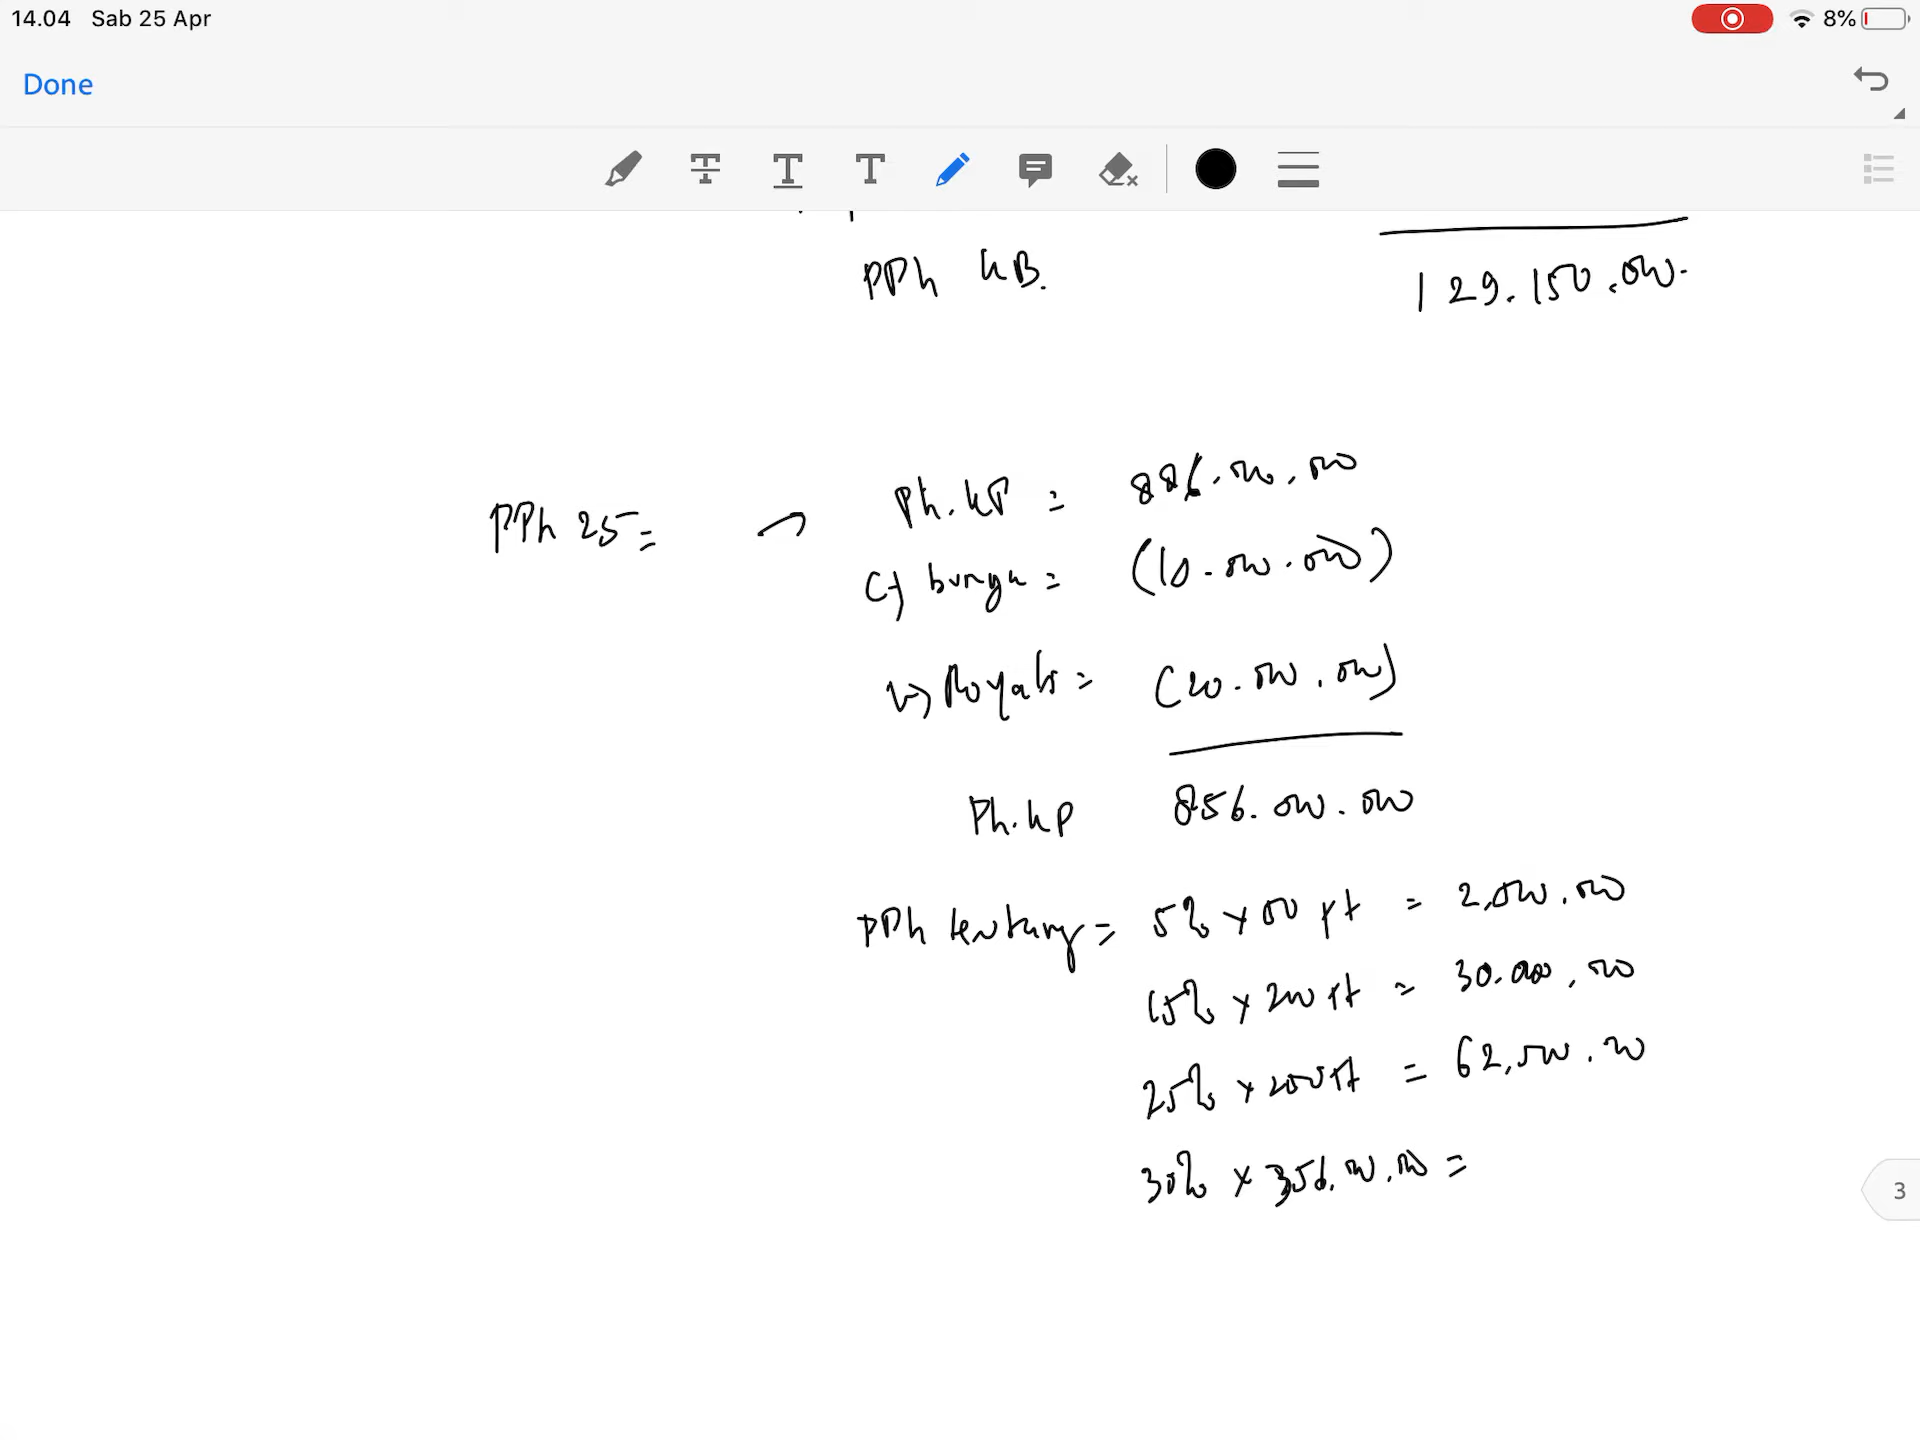 14.04 Sab 25 Apr 8%
Done
PPh KB. 129.150.000.
PPh 25 = Ph.KP = 886.000.000
(-) bunga = (10.000.000)
(-) Royalti = (20.000.000)
Ph.KP 856.000.000
PPh terutang = 5% x 50 jt = 2,500.000
15% x 200 jt = 30.000.000
25% x 250 jt = 62,500.000
30% x 356.000.000 =
3